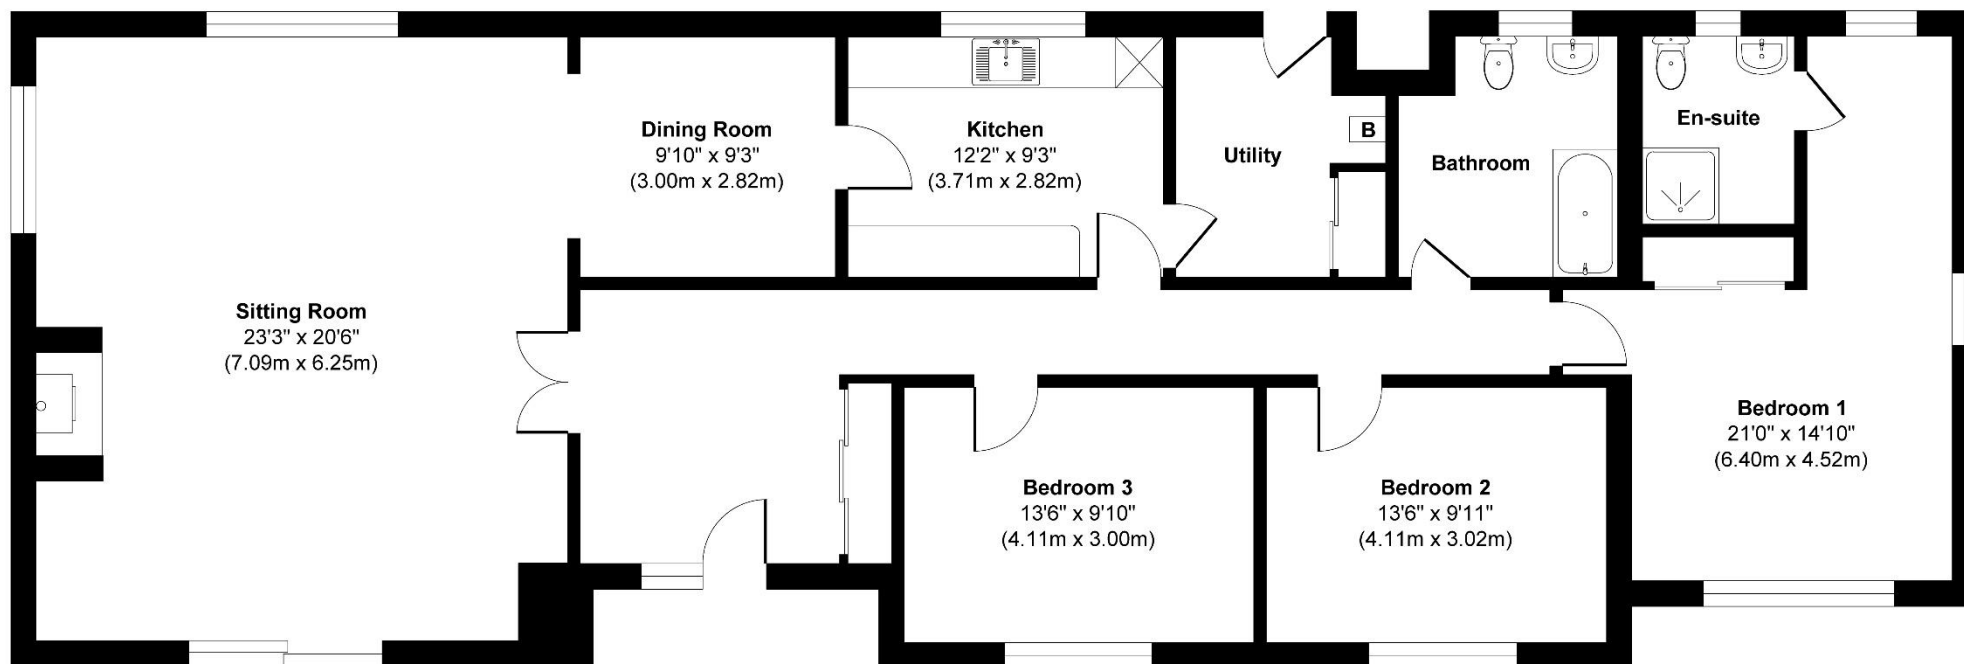 Dining Room
9'10" x 9'3"
(3.00m x 2.82m)
Kitchen
12'2" x 9'3"
(3.71m x 2.82m)
Utility
B
Bathroom
En-suite
Sitting Room
23'3" x 20'6"
(7.09m x 6.25m)
Bedroom 3
13'6" x 9'10"
(4.11m x 3.00m)
Bedroom 2
13'6" x 9'11"
(4.11m x 3.02m)
Bedroom 1
21'0" x 14'10"
(6.40m x 4.52m)